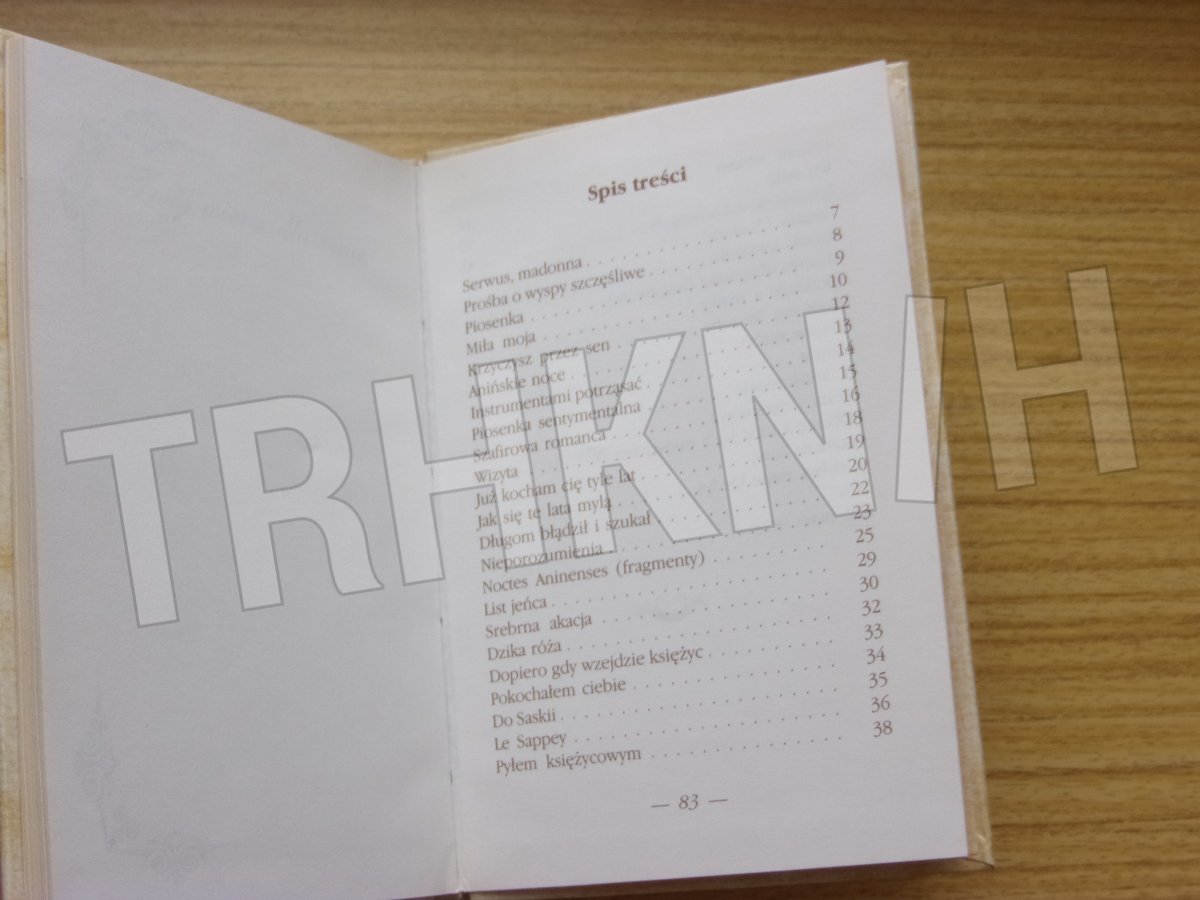 Spis treści
Serwus, madonna . . . . . . . . . . . . . . . . 7
Prośba o wyspy szczęśliwe . . . . . . . . . . . 8
Piosenka . . . . . . . . . . . . . . . . . . . . 9
Miła moja . . . . . . . . . . . . . . . . . . . 10
Krzyczysz przez sen . . . . . . . . . . . . . . 12
Anińskie noce . . . . . . . . . . . . . . . . . 13
Instrumentami potrząsać . . . . . . . . . . . . 14
Piosenka sentymentalna . . . . . . . . . . . . 15
Szafirowa romanca . . . . . . . . . . . . . . . 16
Wizyta . . . . . . . . . . . . . . . . . . . . 18
Już kocham cię tyle lat . . . . . . . . . . . . 19
Jak się te lata mylą . . . . . . . . . . . . . 20
Długom błądził i szukał . . . . . . . . . . . . 22
Nieporozumienia . . . . . . . . . . . . . . . . 23
Noctes Aninenses (fragmenty) . . . . . . . . . 25
List jeńca . . . . . . . . . . . . . . . . . . 29
Srebrna akacja . . . . . . . . . . . . . . . . 30
Dzika róża . . . . . . . . . . . . . . . . . . 32
Dopiero gdy wzejdzie księżyc . . . . . . . . . 33
Pokochałem ciebie . . . . . . . . . . . . . . . 34
Do Saskii . . . . . . . . . . . . . . . . . . . 35
Le Sappey . . . . . . . . . . . . . . . . . . . 36
Pyłem księżycowym . . . . . . . . . . . . . . . 38
— 83 —
TRHKN/H